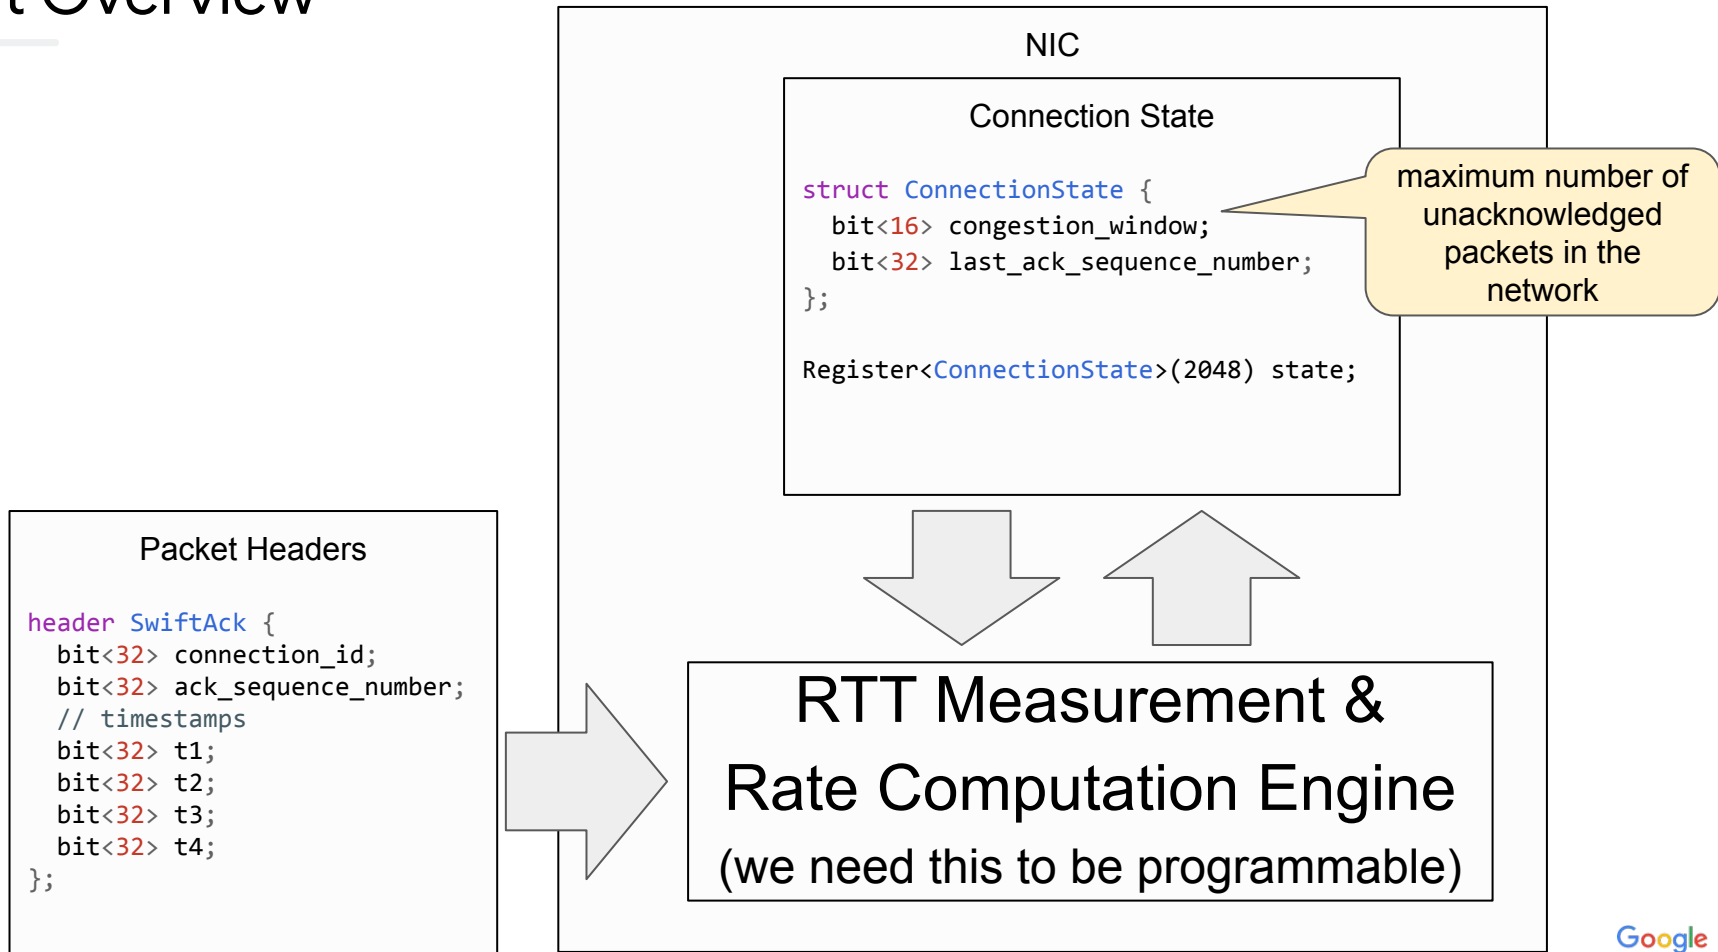 t Overview
NIC
Connection State
struct ConnectionState {
bit<16> congestion_window;
bit<32> last_ack_sequence_number;
};
Register<ConnectionState>(2048) state;
maximum number of
unacknowledged
packets in the
network
Packet Headers
header SwiftAck {
bit<32> connection_id;
bit<32> ack_sequence_number;
// timestamps
bit<32> t1;
bit<32> t2;
bit<32> t3;
bit<32> t4;
};
RTT Measurement &
Rate Computation Engine
(we need this to be programmable)
Google